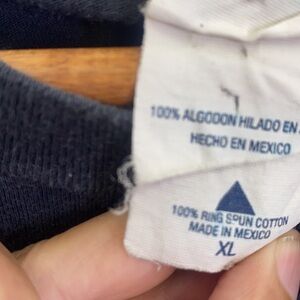 100% ALGODON HILADO EN
HECHO EN MEXICO
100% RING SPUN COTTON
MADE IN MEXICO
XL